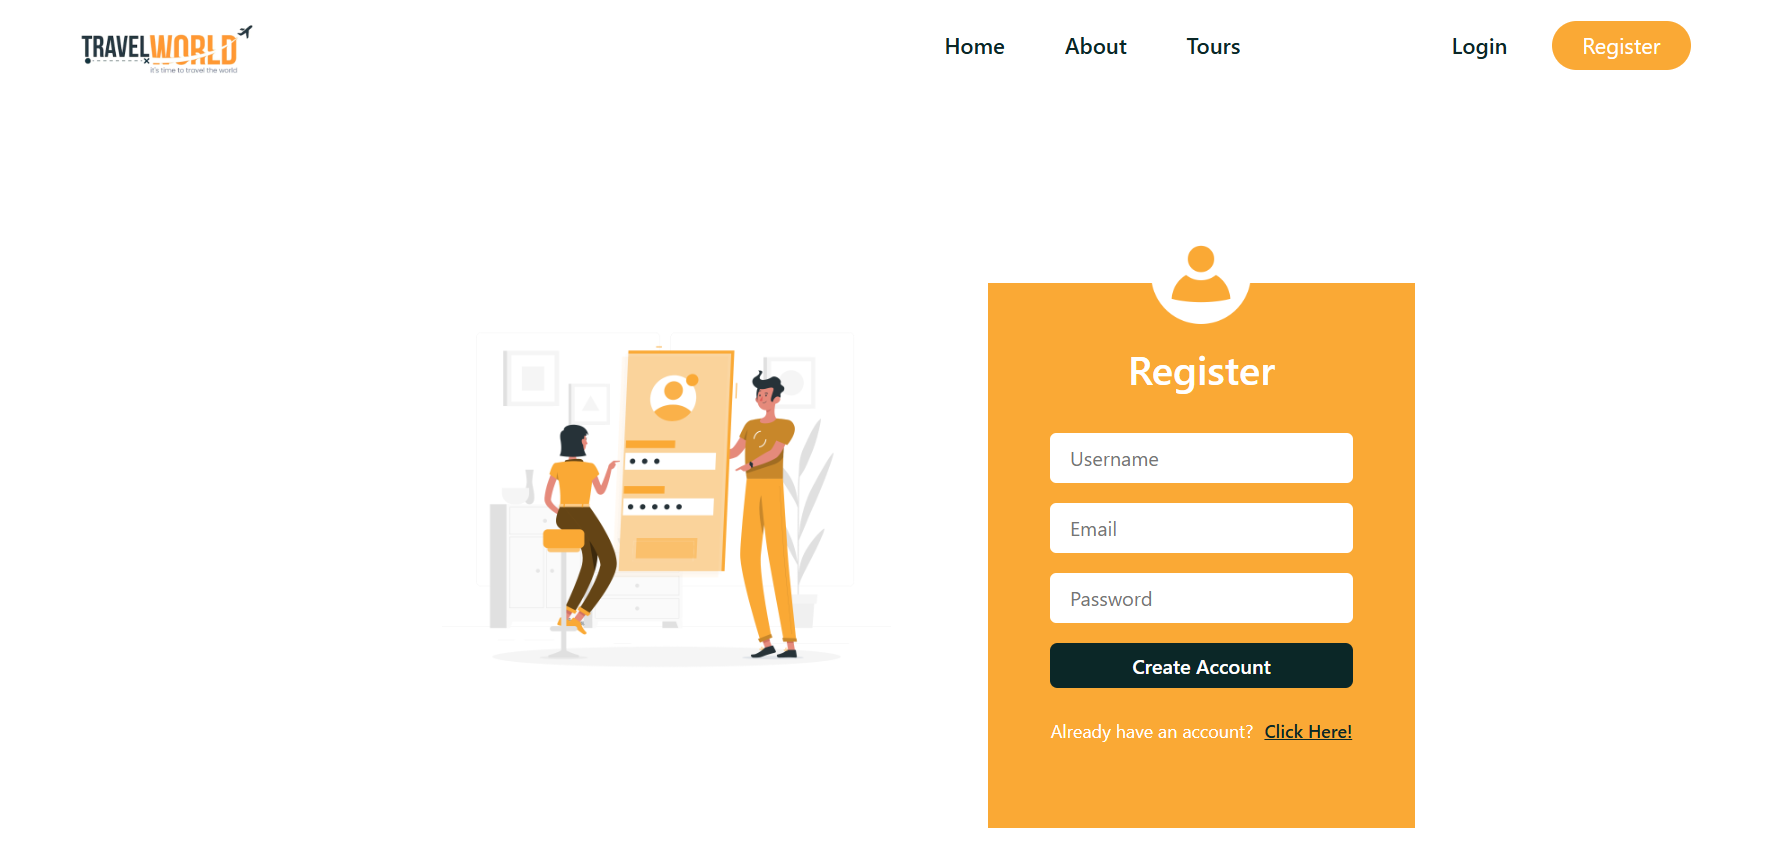 TRAVELWORLD
it's time to travel the world
Home
About
Tours
Login
Register
Register
Username
Email
Password
Create Account
Already have an account? Click Here!